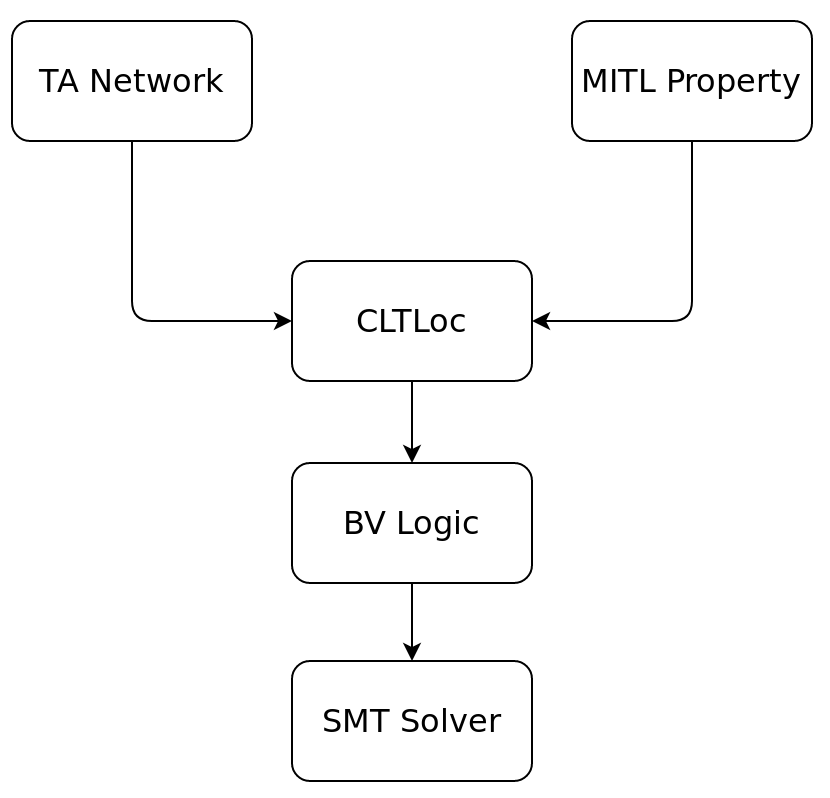 TA Network
MITL Property
CLTLoc
BV Logic
SMT Solver